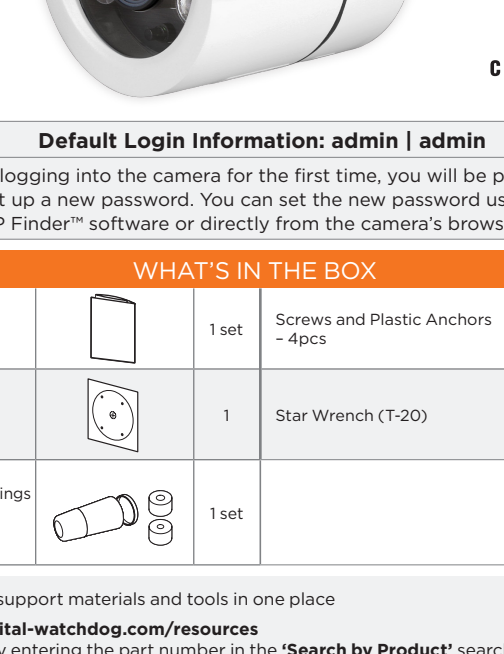 C
Default Login Information: admin | admin
logging into the camera for the first time, you will be p
t up a new password. You can set the new password us
P Finder™ software or directly from the camera's brows
WHAT'S IN THE BOX
1 set
Screws and Plastic Anchors
– 4pcs
1
Star Wrench (T-20)
ings
1 set
support materials and tools in one place
ital-watchdog.com/resources
y entering the part number in the 'Search by Product' search